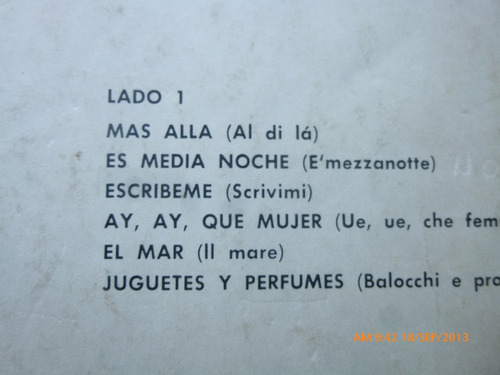 LADO 1
MAS ALLA (Al di lá)
ES MEDIA NOCHE (E'mezzanotte)
ESCRIBEME (Scrivimi)
AY, AY, QUE MUJER (Ue, ue, che fem
EL MAR (Il mare)
JUGUETES Y PERFUMES (Balocchi e pro
18/SEP/2013